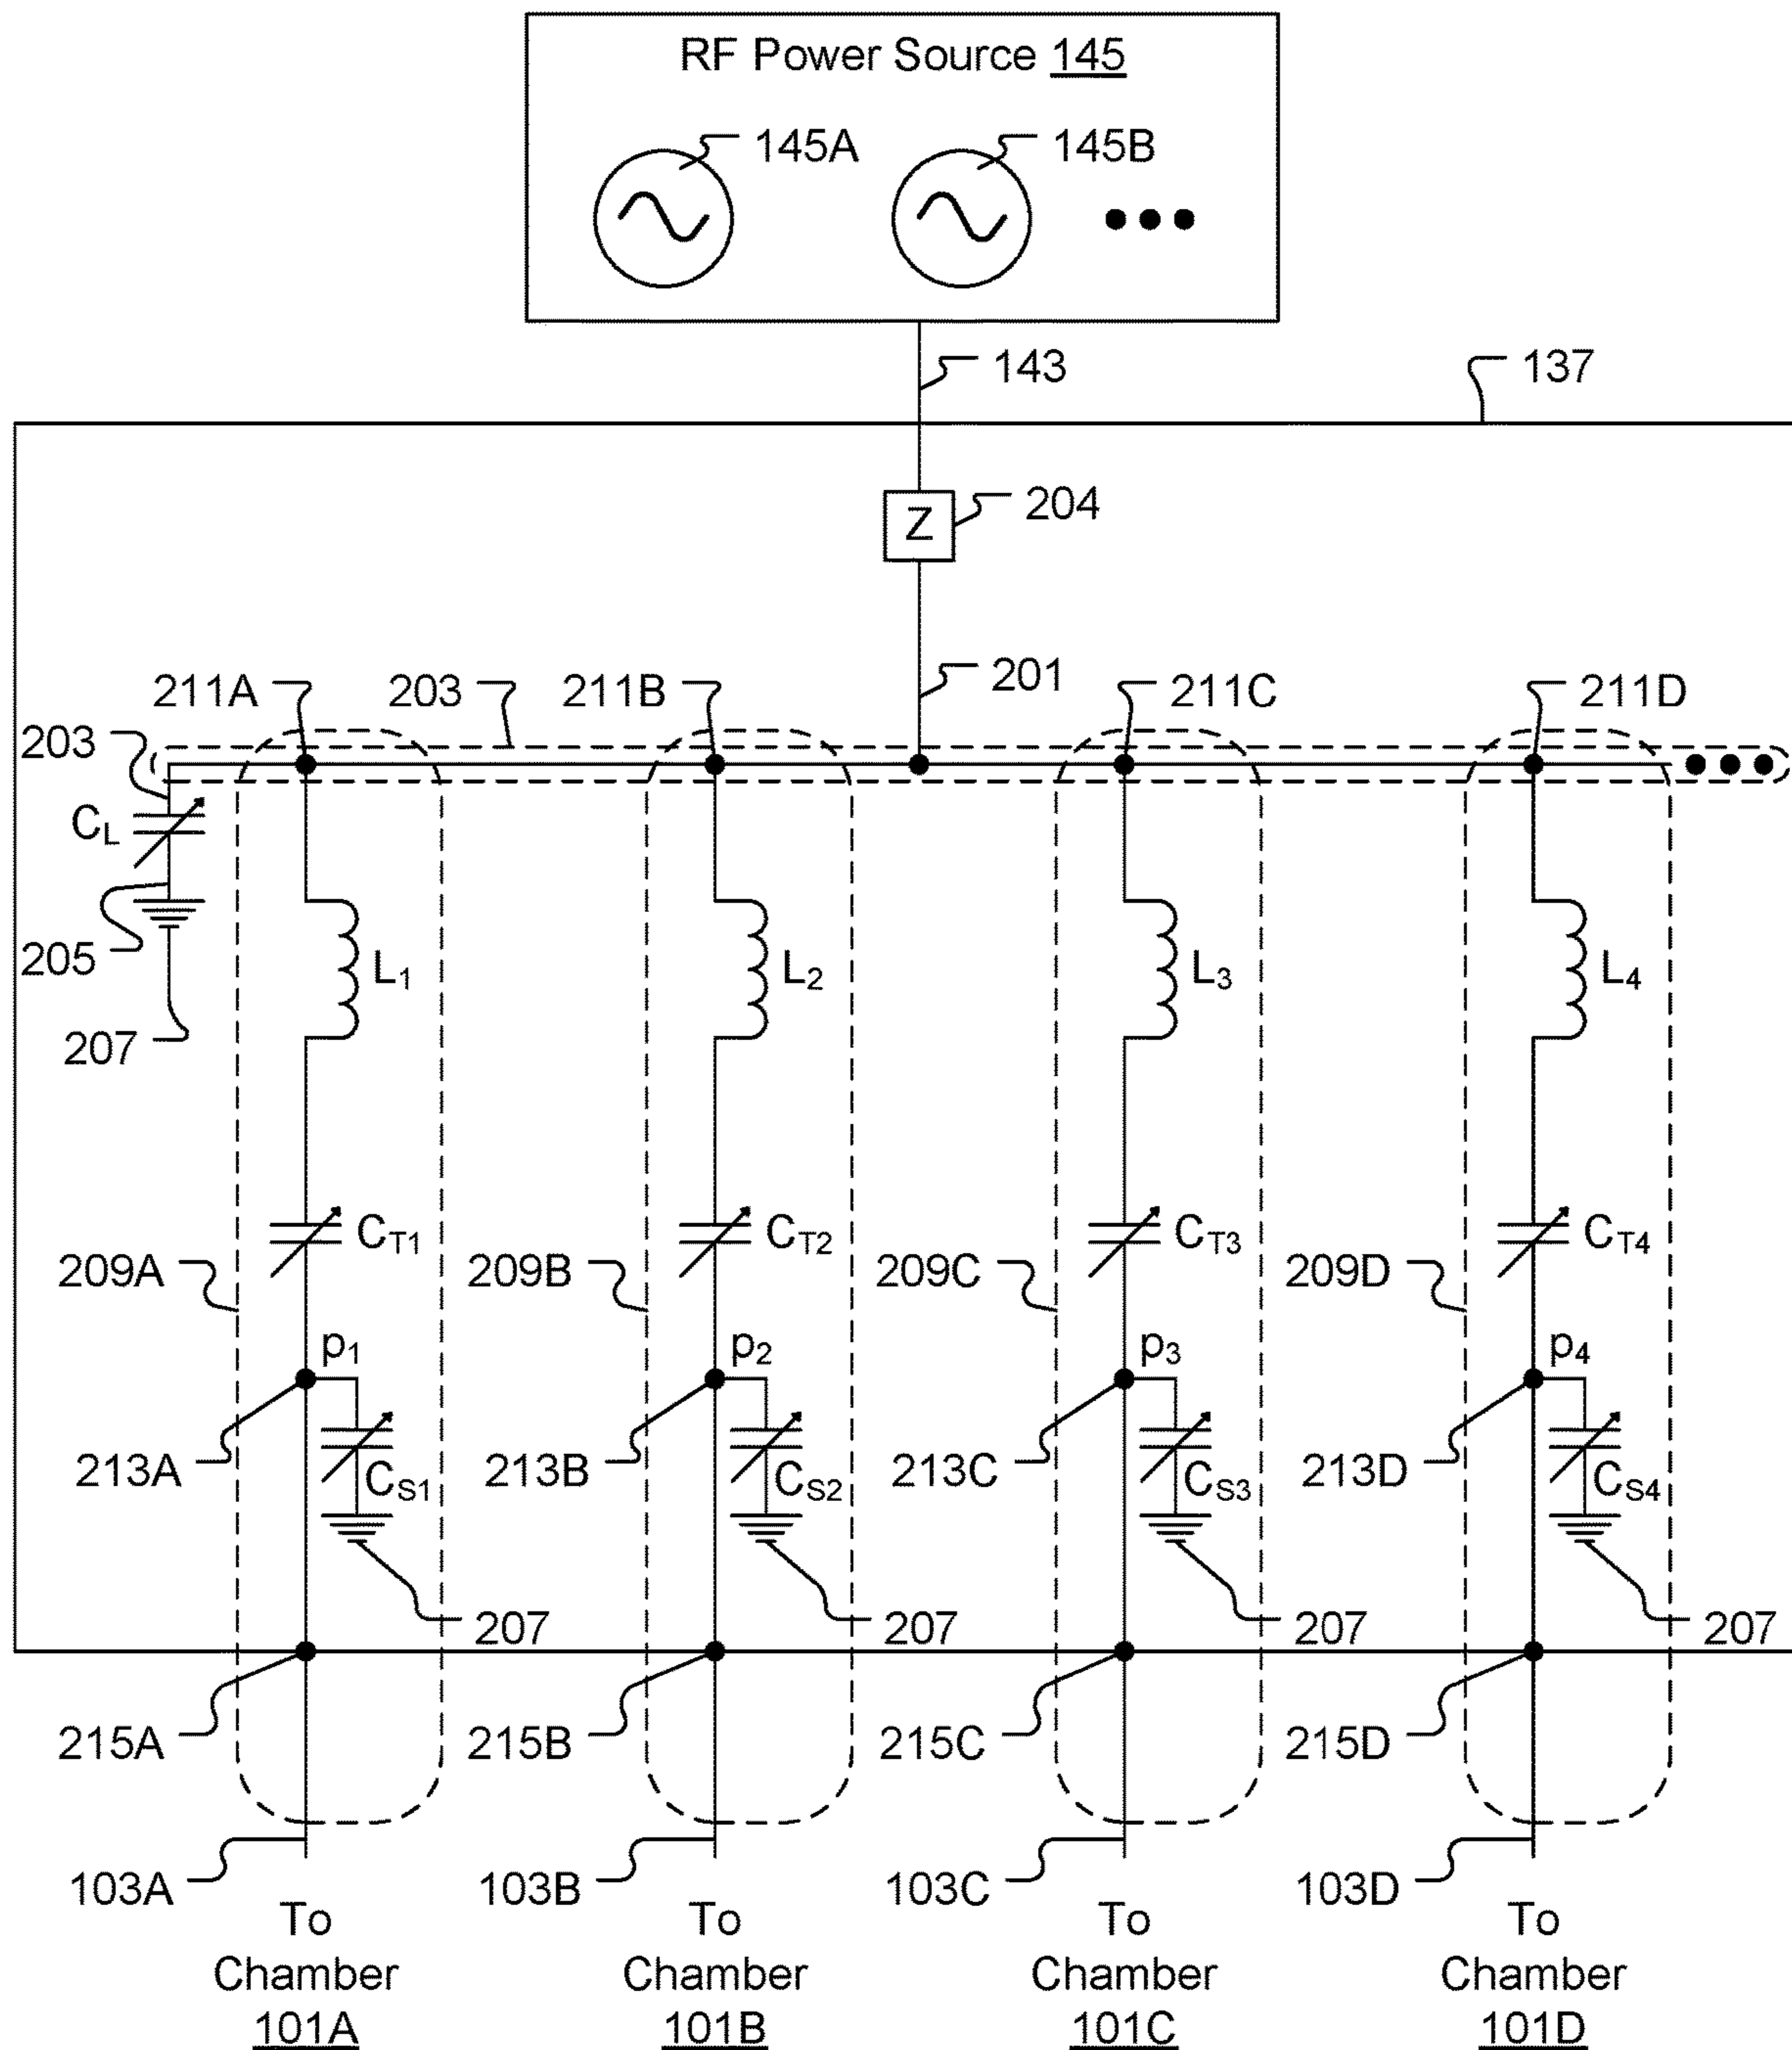 RF Power Source 145
145A 145B
143 137
Z 204
211A 203 211B 201 211C 211D
203
CL
205
207
L1 L2 L3 L4
CT1 CT2 CT3 CT4
209A 209B 209C 209D
p1 p2 p3 p4
213A 213B 213C 213D
CS1 CS2 CS3 CS4
207 207 207 207
215A 215B 215C 215D
103A 103B 103C 103D
To To To To
Chamber Chamber Chamber Chamber
101A 101B 101C 101D